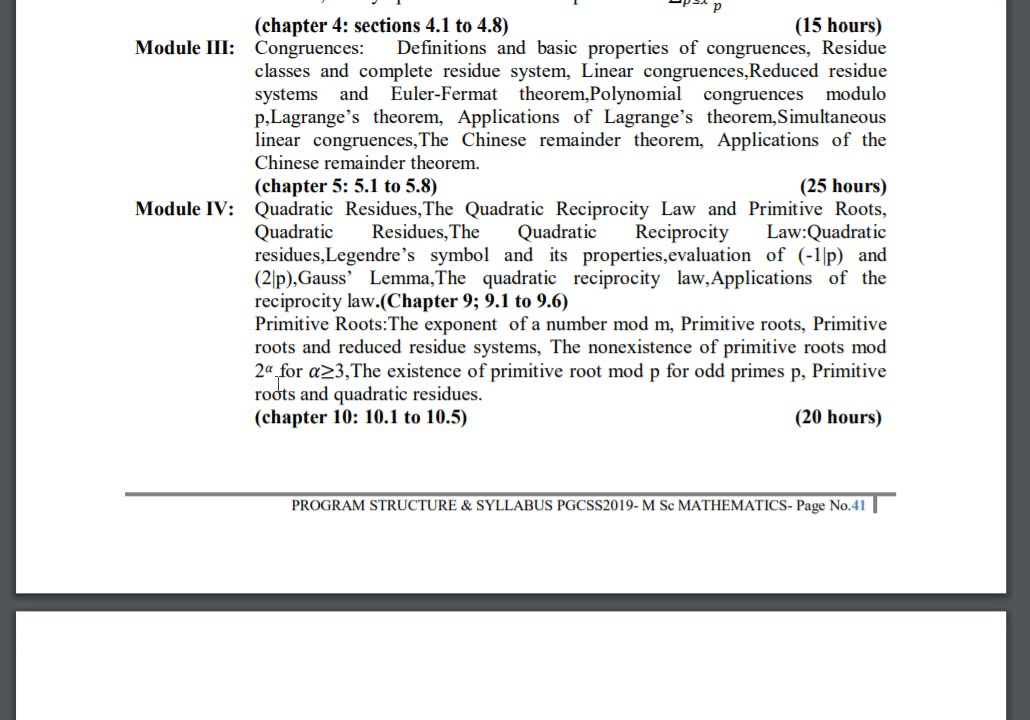 (chapter 4: sections 4.1 to 4.8) (15 hours)
Module III: Congruences: Definitions and basic properties of congruences, Residue
classes and complete residue system, Linear congruences,Reduced residue
systems and Euler-Fermat theorem,Polynomial congruences modulo
p,Lagrange's theorem, Applications of Lagrange's theorem,Simultaneous
linear congruences,The Chinese remainder theorem, Applications of the
Chinese remainder theorem.
(chapter 5: 5.1 to 5.8) (25 hours)
Module IV: Quadratic Residues,The Quadratic Reciprocity Law and Primitive Roots,
Quadratic Residues,The Quadratic Reciprocity Law:Quadratic
residues,Legendre's symbol and its properties,evaluation of (-1|p) and
(2|p),Gauss' Lemma,The quadratic reciprocity law,Applications of the
reciprocity law.(Chapter 9; 9.1 to 9.6)
Primitive Roots:The exponent of a number mod m, Primitive roots, Primitive
roots and reduced residue systems, The nonexistence of primitive roots mod
2^α for α≥3,The existence of primitive root mod p for odd primes p, Primitive
roots and quadratic residues.
(chapter 10: 10.1 to 10.5) (20 hours)
PROGRAM STRUCTURE & SYLLABUS PGCSS2019- M Sc MATHEMATICS- Page No.41